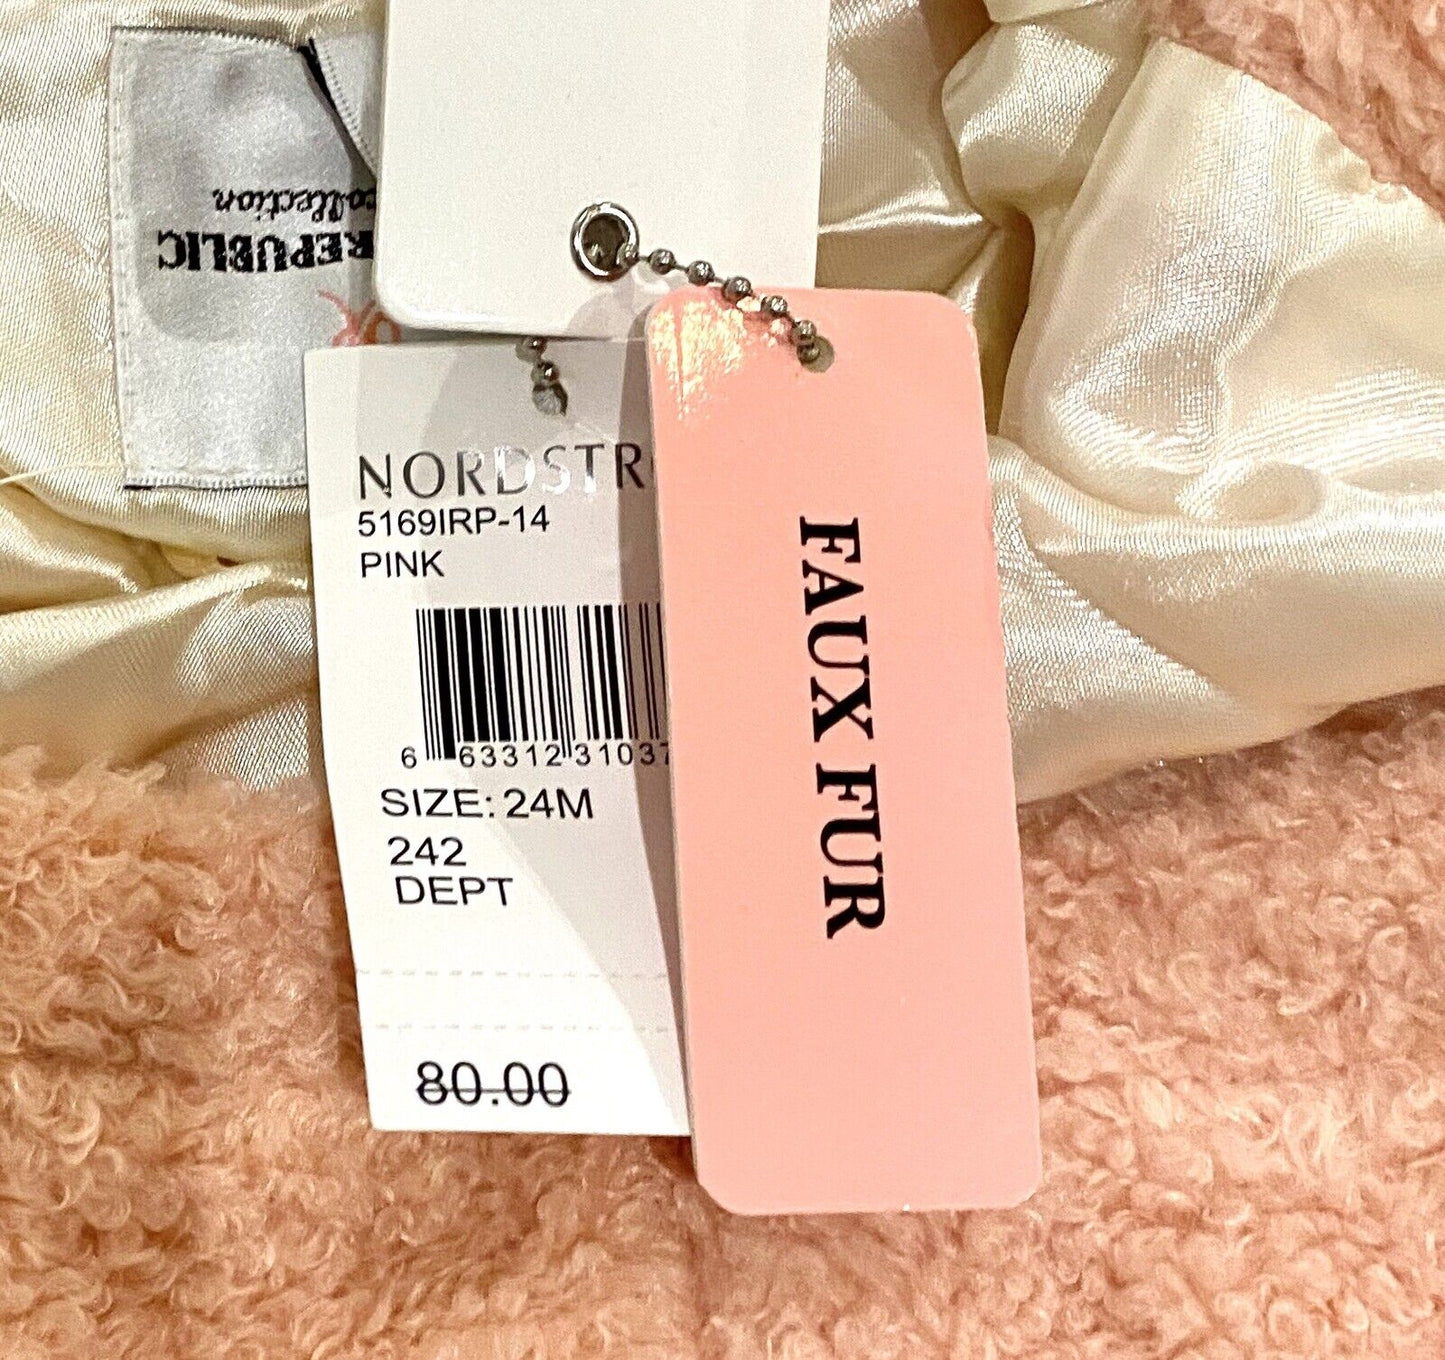 REPUBLIC
collection
NORDSTR
5169IRP-14
PINK
6 63312 31037
SIZE: 24M
242
DEPT
80.00
FAUX FUR